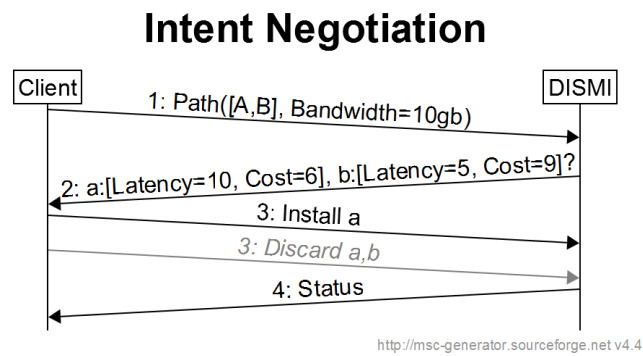 Intent Negotiation
Client
DISMI
1: Path([A,B], Bandwidth=10gb)
2: a:[Latency=10, Cost=6], b:[Latency=5, Cost=9]?
3: Install a
3: Discard a,b
4: Status
http://msc-generator.sourceforge.net v4.4